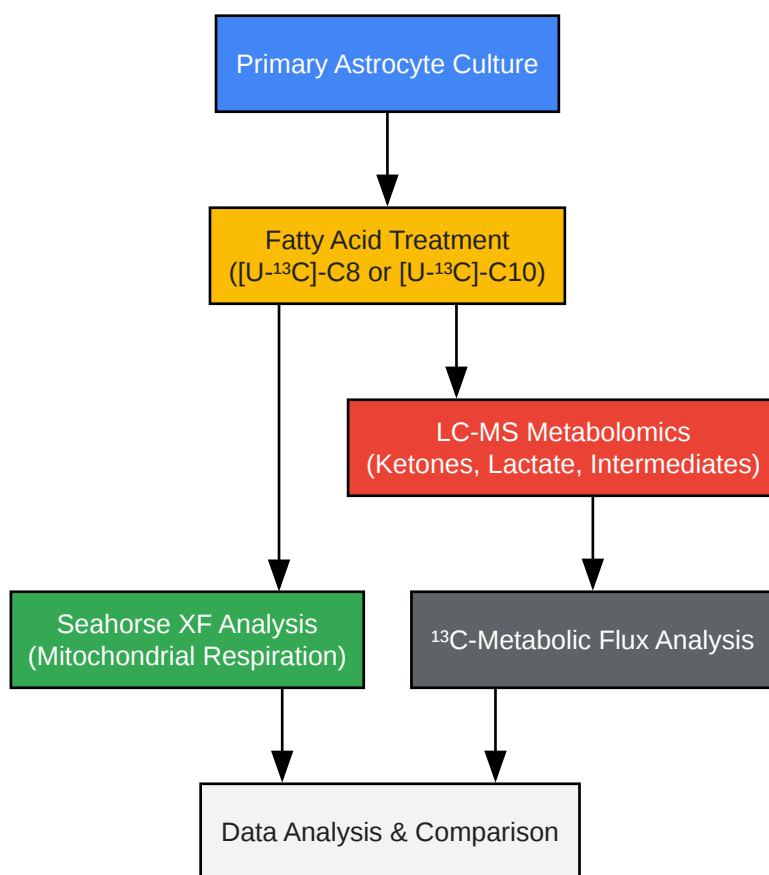 Primary Astrocyte Culture
Fatty Acid Treatment
([U-¹³C]-C8 or [U-¹³C]-C10)
LC-MS Metabolomics
(Ketones, Lactate, Intermediates)
Seahorse XF Analysis
(Mitochondrial Respiration)
¹³C-Metabolic Flux Analysis
Data Analysis & Comparison